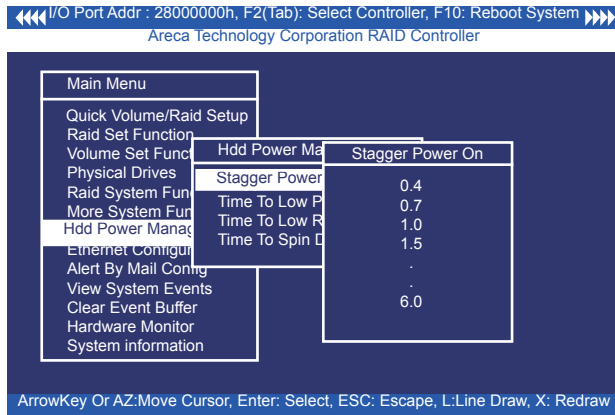 I/O Port Addr : 28000000h, F2(Tab): Select Controller, F10: Reboot System
Areca Technology Corporation RAID Controller
Main Menu
Quick Volume/Raid Setup
Raid Set Function
Volume Set Funct
Physical Drives
Raid System Fun
More System Fun
Hdd Power Manag
Ethernet Configur
Alert By Mail Config
View System Events
Clear Event Buffer
Hardware Monitor
System information
Hdd Power Ma
Stagger Power
Time To Low P
Time To Low R
Time To Spin D
Stagger Power On
0.4
0.7
1.0
1.5
.
.
6.0
ArrowKey Or AZ:Move Cursor, Enter: Select, ESC: Escape, L:Line Draw, X: Redraw